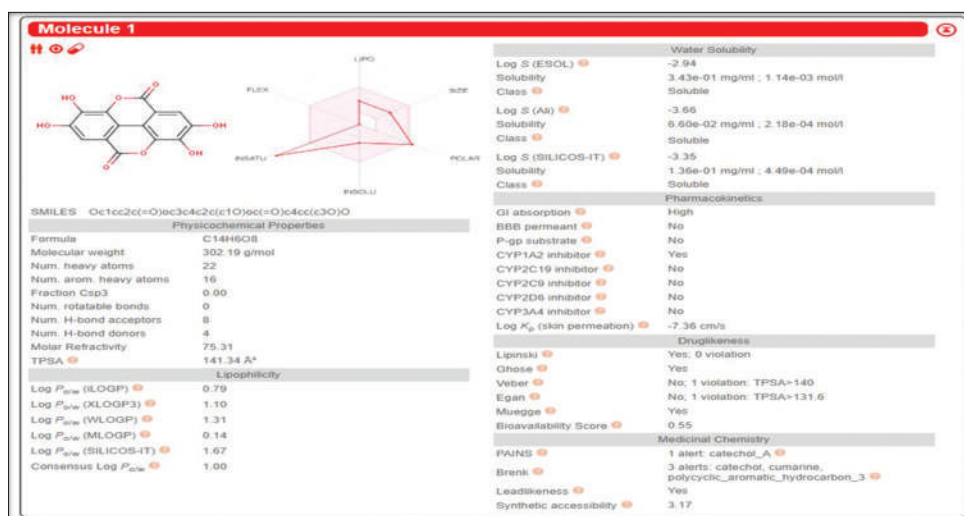 Molecule 1
LIPO
FLEX
SIZE
INSATU
POLAR
INSOLU
HO
O
O
HO
OH
O
O
OH
SMILES Oc1cc2c(=O)oc3c4c2c(c1O)oc(=O)c4cc(c3O)O
Physicochemical Properties
Formula C14H6O8
Molecular weight 302.19 g/mol
Num. heavy atoms 22
Num. arom. heavy atoms 16
Fraction Csp3 0.00
Num. rotatable bonds 0
Num. H-bond acceptors 8
Num. H-bond donors 4
Molar Refractivity 75.31
TPSA 141.34 Å²
Lipophilicity
Log Po/w (iLOGP) 0.79
Log Po/w (XLOGP3) 1.10
Log Po/w (WLOGP) 1.31
Log Po/w (MLOGP) 0.14
Log Po/w (SILICOS-IT) 1.67
Consensus Log Po/w 1.00
Water Solubility
Log S (ESOL) -2.94
Solubility 3.43e-01 mg/ml ; 1.14e-03 mol/l
Class Soluble
Log S (Ali) -3.66
Solubility 6.60e-02 mg/ml ; 2.18e-04 mol/l
Class Soluble
Log S (SILICOS-IT) -3.35
Solubility 1.36e-01 mg/ml ; 4.49e-04 mol/l
Class Soluble
Pharmacokinetics
GI absorption High
BBB permeant No
P-gp substrate No
CYP1A2 inhibitor Yes
CYP2C19 inhibitor No
CYP2C9 inhibitor No
CYP2D6 inhibitor No
CYP3A4 inhibitor No
Log Kp (skin permeation) -7.36 cm/s
Druglikeness
Lipinski Yes; 0 violation
Ghose Yes
Veber No; 1 violation: TPSA>140
Egan No; 1 violation: TPSA>131.6
Muegge Yes
Bioavailability Score 0.55
Medicinal Chemistry
PAINS 1 alert: catechol_A
Brenk 3 alerts: catechol, cumarine,
polycyclic_aromatic_hydrocarbon_3
Leadlikeness Yes
Synthetic accessibility 3.17